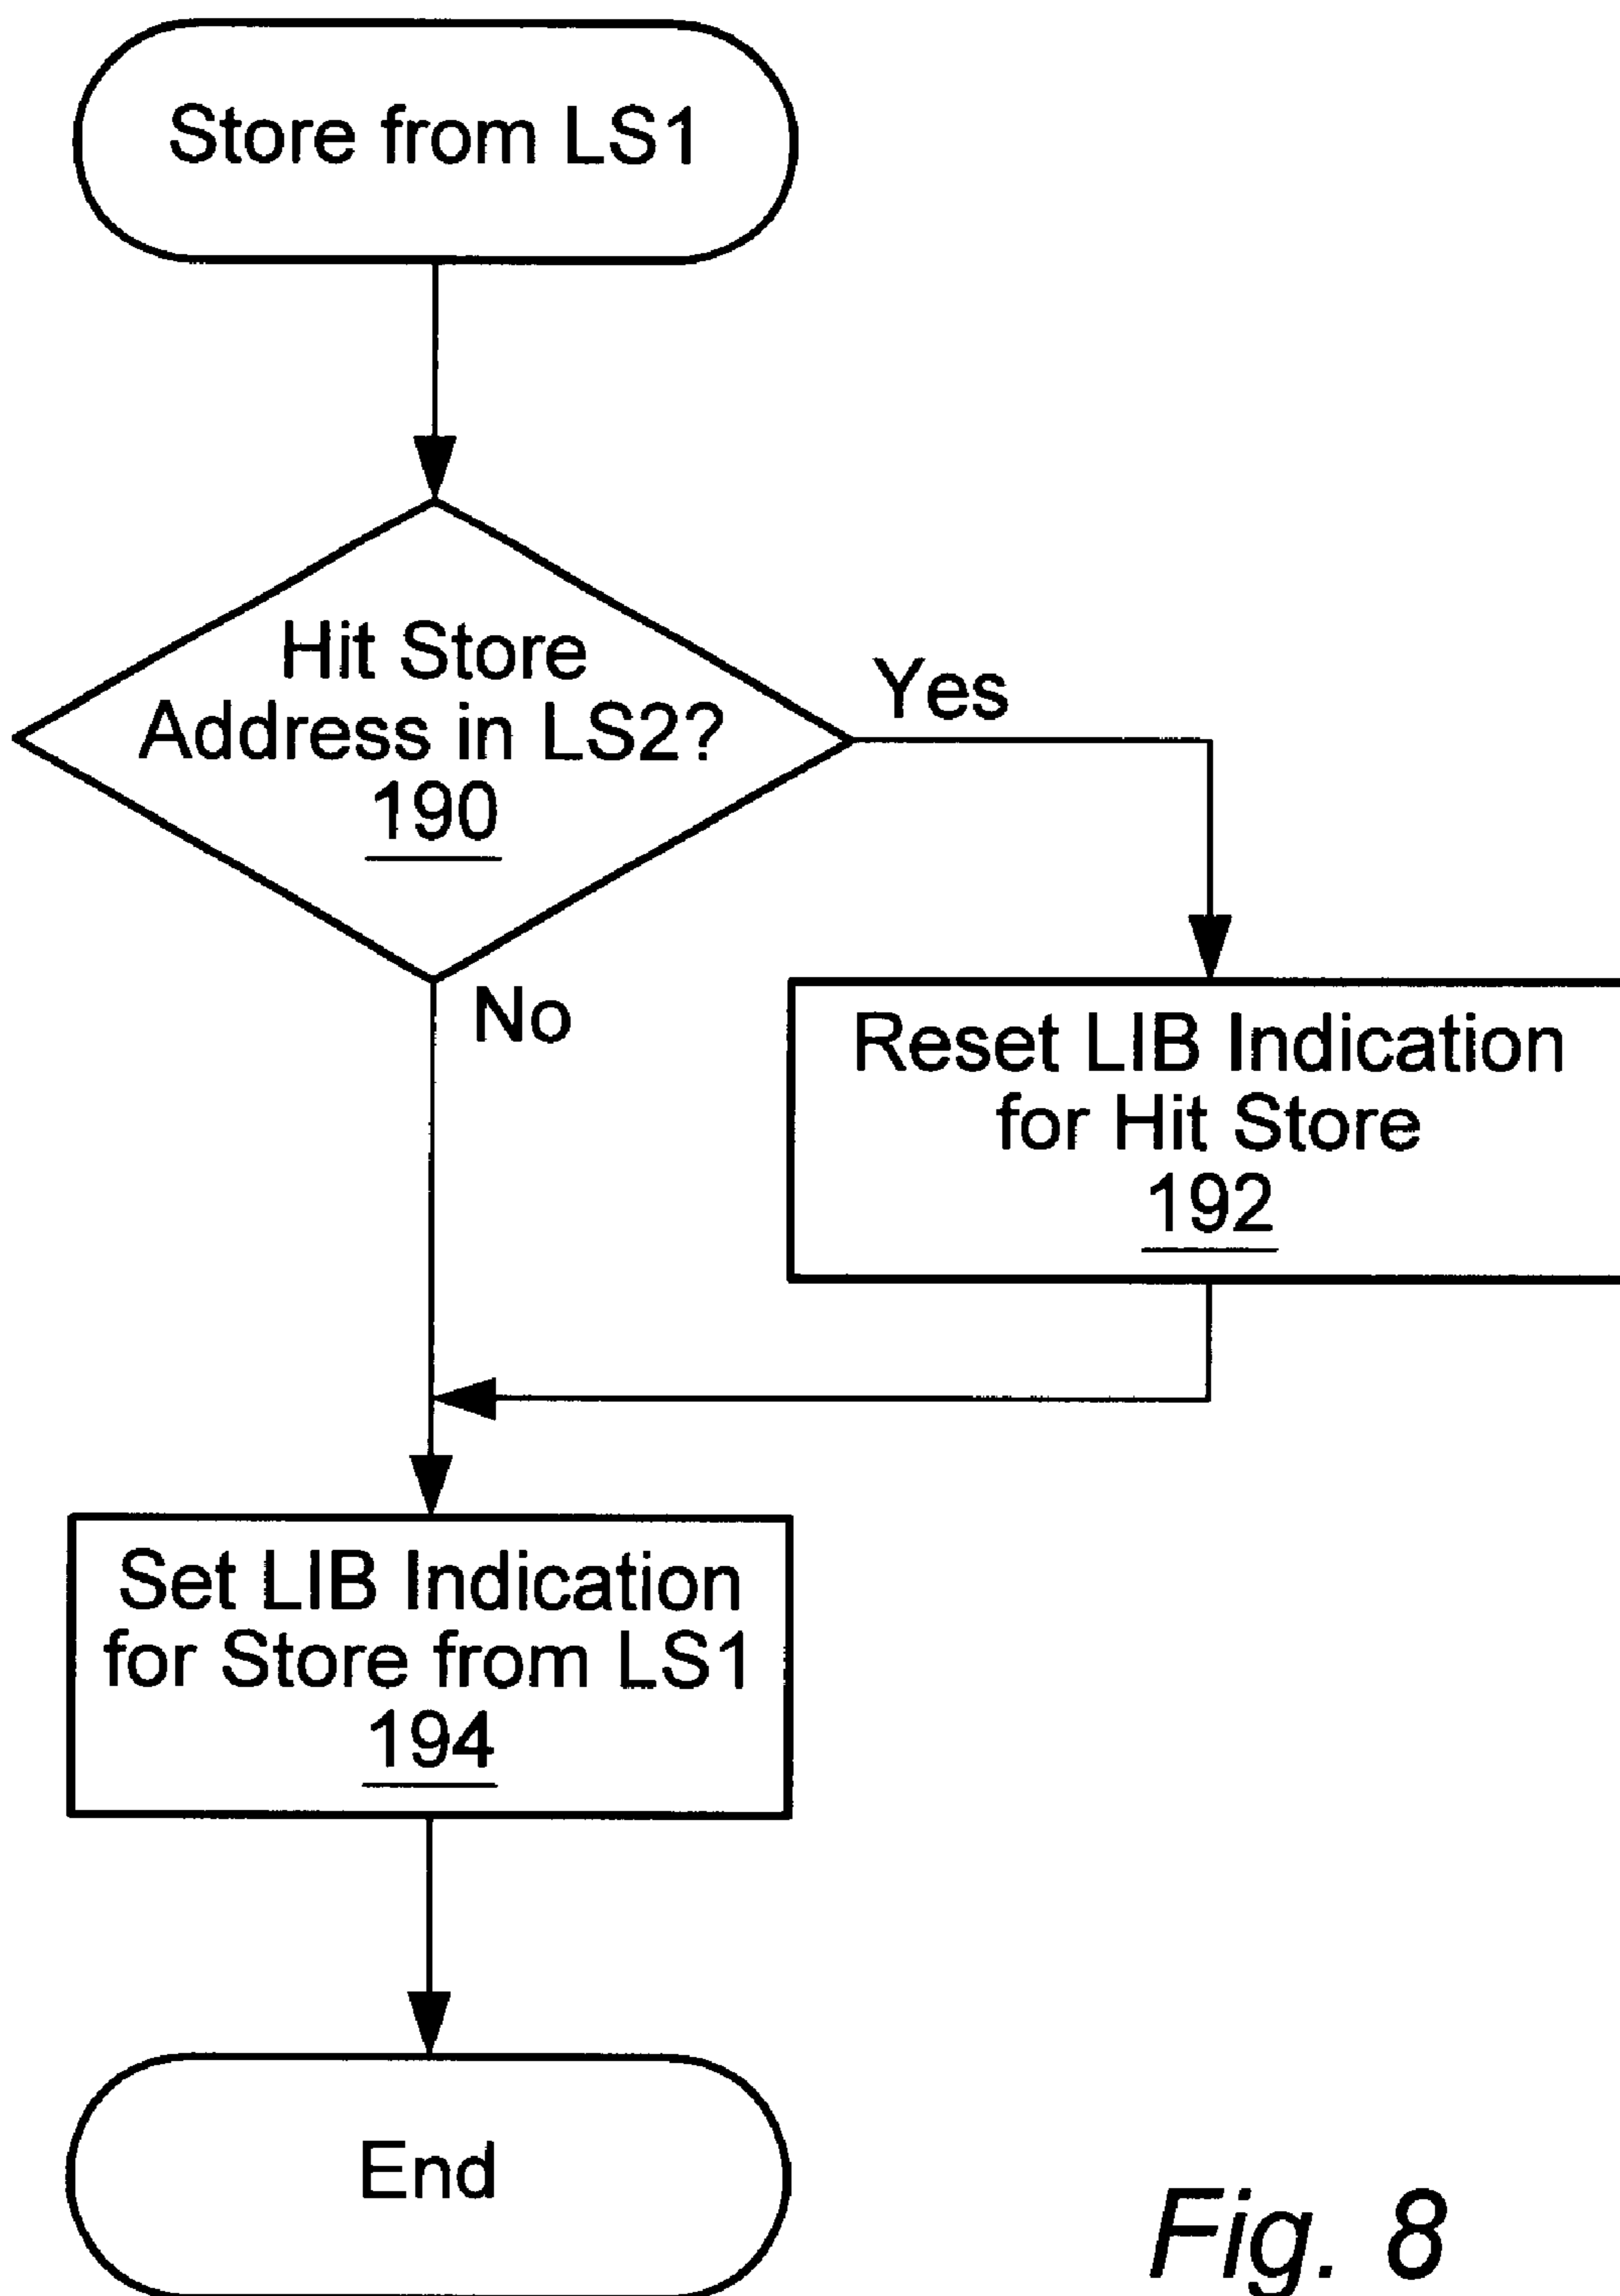 Store from LS1
Hit Store
Address in LS2?
190
Yes
No
Reset LIB Indication
for Hit Store
192
Set LIB Indication
for Store from LS1
194
End
Fig. 8